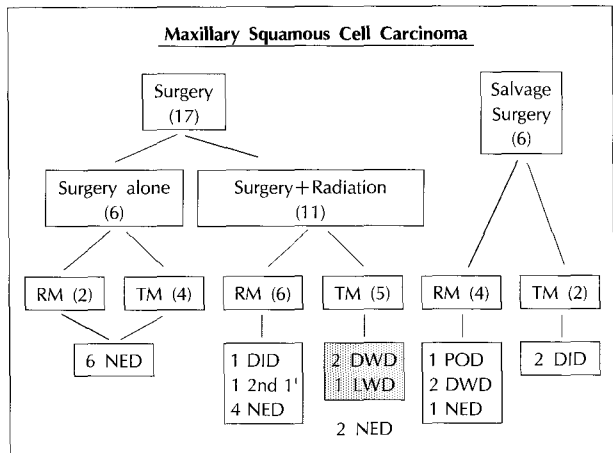 Maxillary Squamous Cell Carcinoma
Surgery
(17)
Salvage
Surgery
(6)
Surgery alone
(6)
Surgery+Radiation
(11)
RM (2)
TM (4)
RM (6)
TM (5)
RM (4)
TM (2)
6 NED
1 DID
1 2nd 1'
4 NED
2 DWD
1 LWD
2 NED
1 POD
2 DWD
1 NED
2 DID